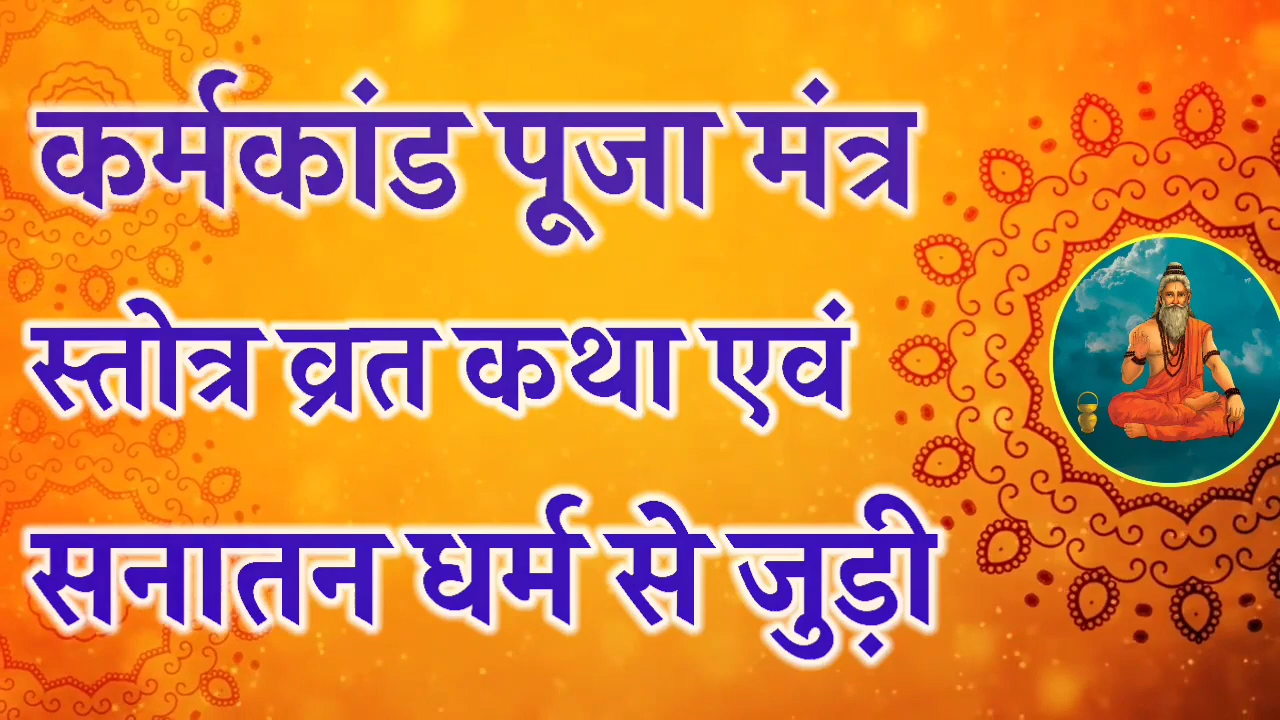 कर्मकांड पूजा मंत्र
स्तोत्र व्रत कथा एवं
सनातन धर्म से जुड़ी